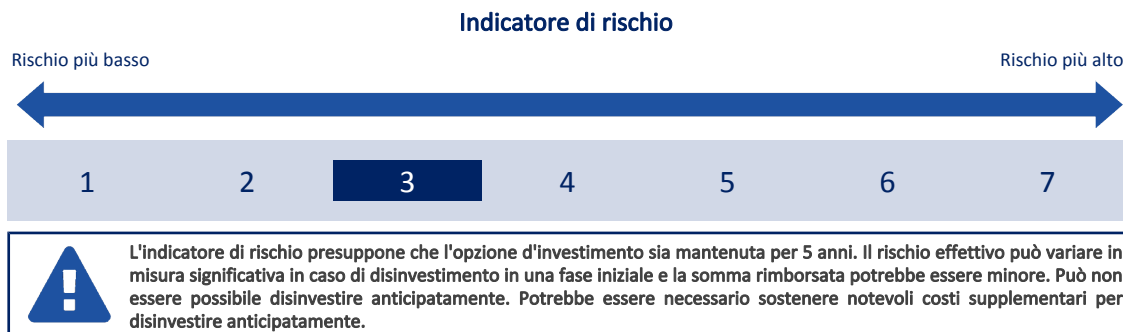 Indicatore di rischio
Rischio più basso Rischio più alto
1 2 3 4 5 6 7
L'indicatore di rischio presuppone che l'opzione d'investimento sia mantenuta per 5 anni. Il rischio effettivo può variare in
misura significativa in caso di disinvestimento in una fase iniziale e la somma rimborsata potrebbe essere minore. Può non
essere possibile disinvestire anticipatamente. Potrebbe essere necessario sostenere notevoli costi supplementari per
disinvestire anticipatamente.